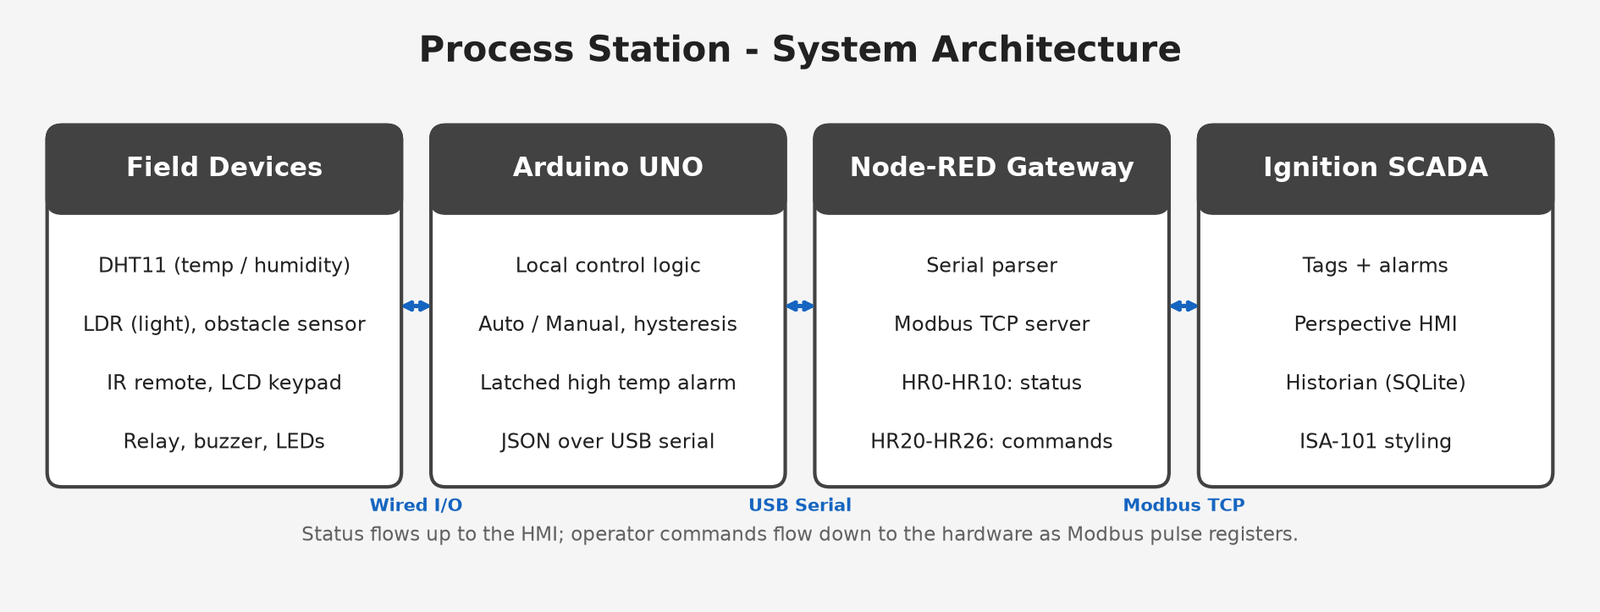 Process Station - System Architecture
Field Devices
DHT11 (temp / humidity)
LDR (light), obstacle sensor
IR remote, LCD keypad
Relay, buzzer, LEDs
Arduino UNO
Local control logic
Auto / Manual, hysteresis
Latched high temp alarm
JSON over USB serial
Node-RED Gateway
Serial parser
Modbus TCP server
HR0-HR10: status
HR20-HR26: commands
Ignition SCADA
Tags + alarms
Perspective HMI
Historian (SQLite)
ISA-101 styling
Wired I/O
USB Serial
Modbus TCP
Status flows up to the HMI; operator commands flow down to the hardware as Modbus pulse registers.